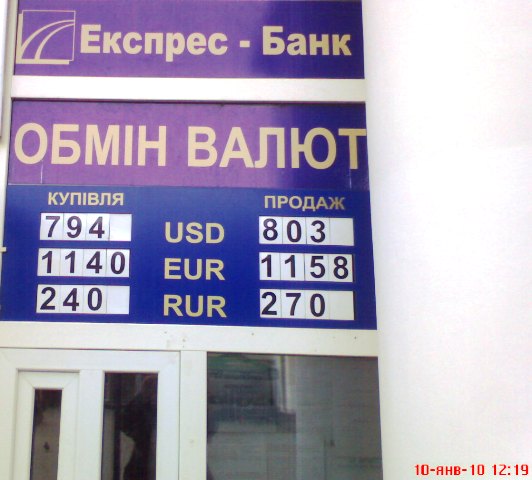 Експрес - Банк
ОБМІН ВАЛЮТ
КУПІВЛЯ ПРОДАЖ
794 USD 803
1140 EUR 1158
240 RUR 270
10-янв-10 12:19